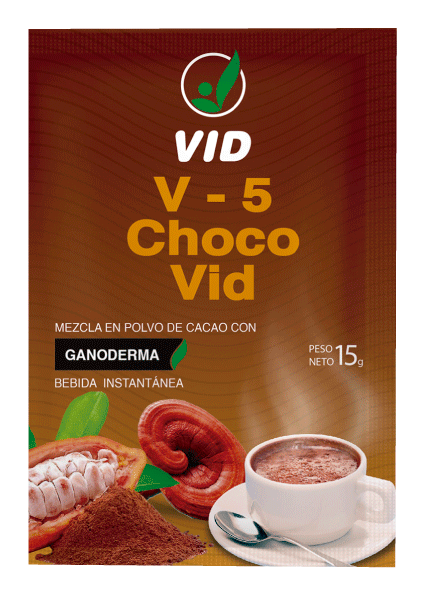 VID
V - 5
Choco
Vid
MEZCLA EN POLVO DE CACAO CON
GANODERMA
BEBIDA INSTANTÁNEA
PESO
NETO 15g